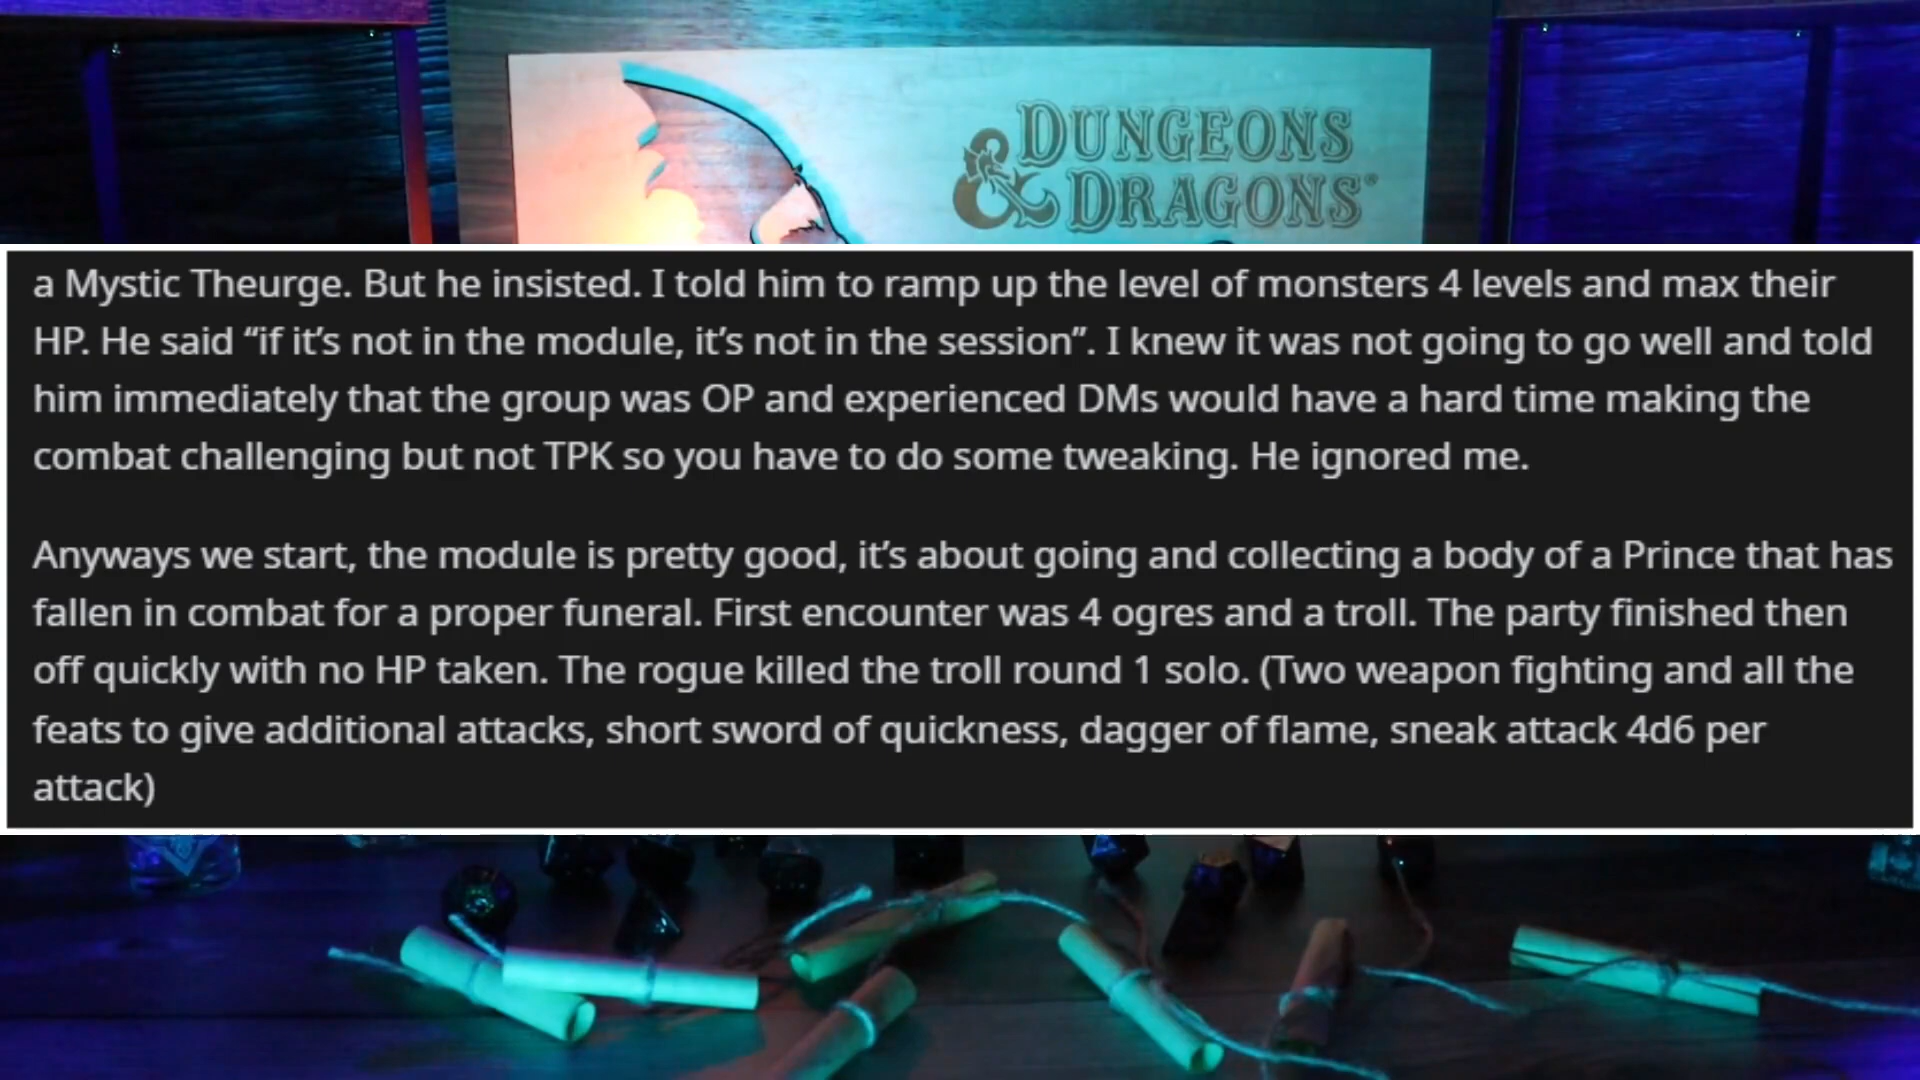 DUNGEONS
& DRAGONS®
a Mystic Theurge. But he insisted. I told him to ramp up the level of monsters 4 levels and max their
HP. He said “if it’s not in the module, it’s not in the session”. I knew it was not going to go well and told
him immediately that the group was OP and experienced DMs would have a hard time making the
combat challenging but not TPK so you have to do some tweaking. He ignored me.
Anyways we start, the module is pretty good, it’s about going and collecting a body of a Prince that has
fallen in combat for a proper funeral. First encounter was 4 ogres and a troll. The party finished then
off quickly with no HP taken. The rogue killed the troll round 1 solo. (Two weapon fighting and all the
feats to give additional attacks, short sword of quickness, dagger of flame, sneak attack 4d6 per
attack)